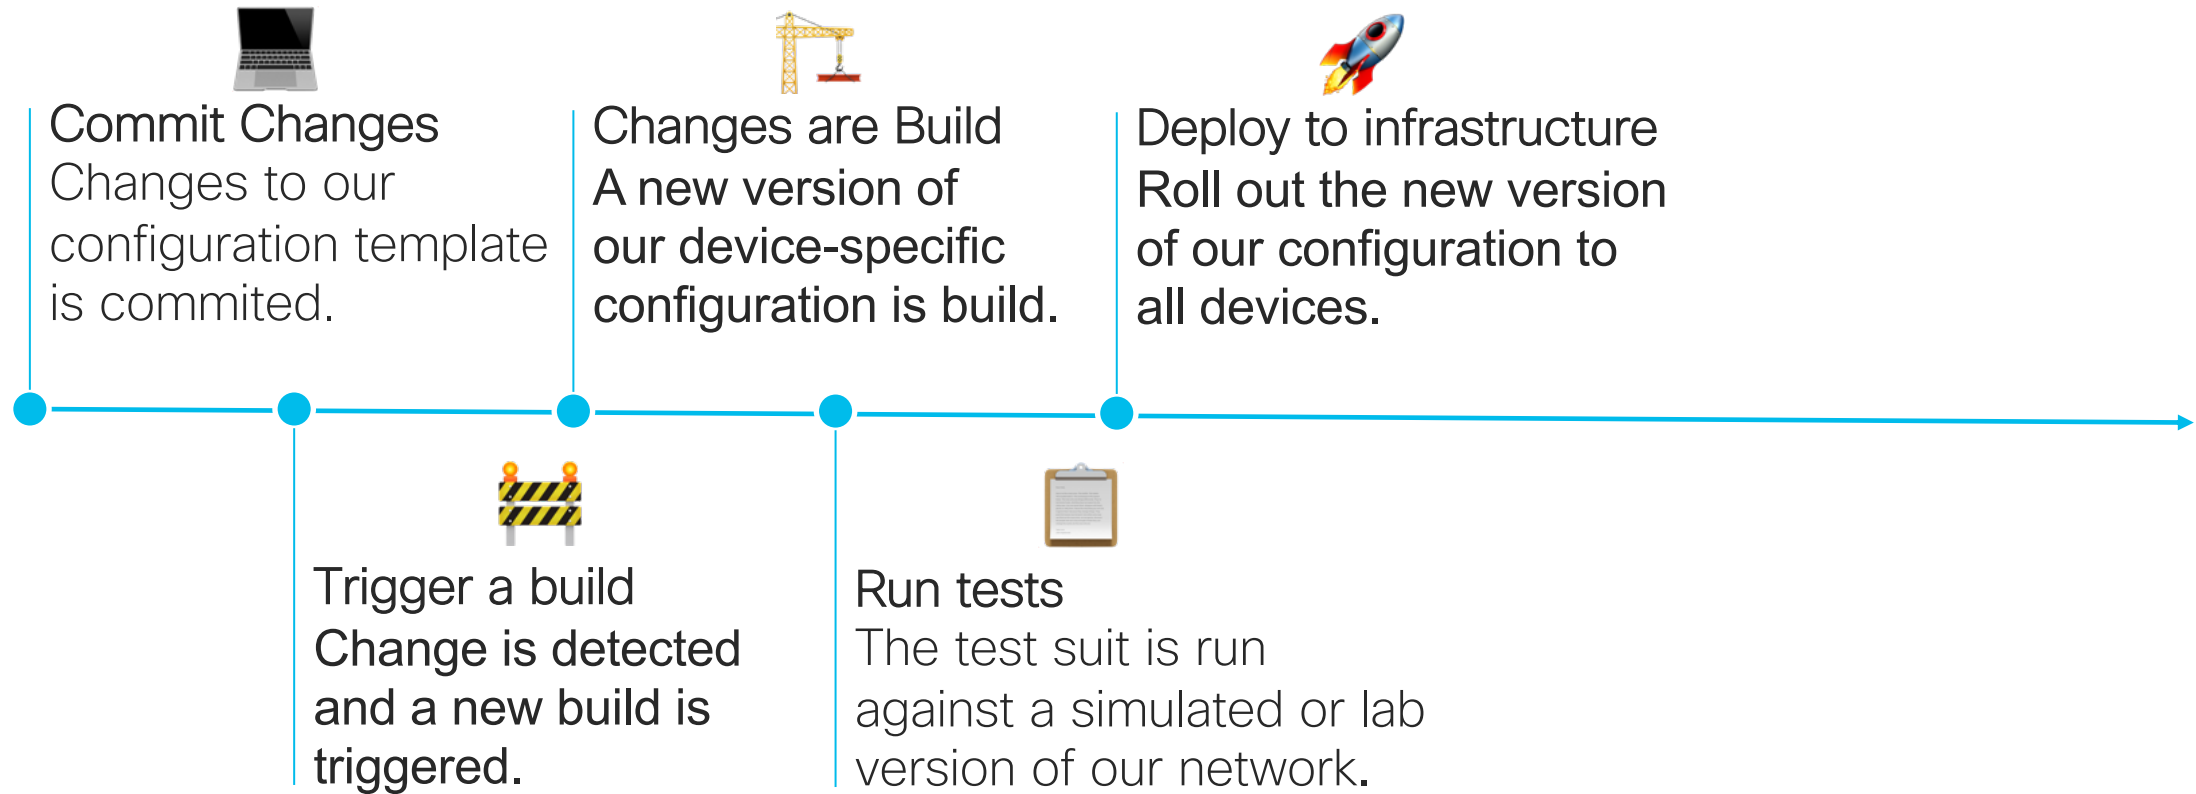 Commit Changes
Changes to our
configuration template
is commited.
Trigger a build
Change is detected
and a new build is
triggered.
Changes are Build
A new version of
our device-specific
configuration is build.
Run tests
The test suit is run
against a simulated or lab
version of our network.
Deploy to infrastructure
Roll out the new version
of our configuration to
all devices.